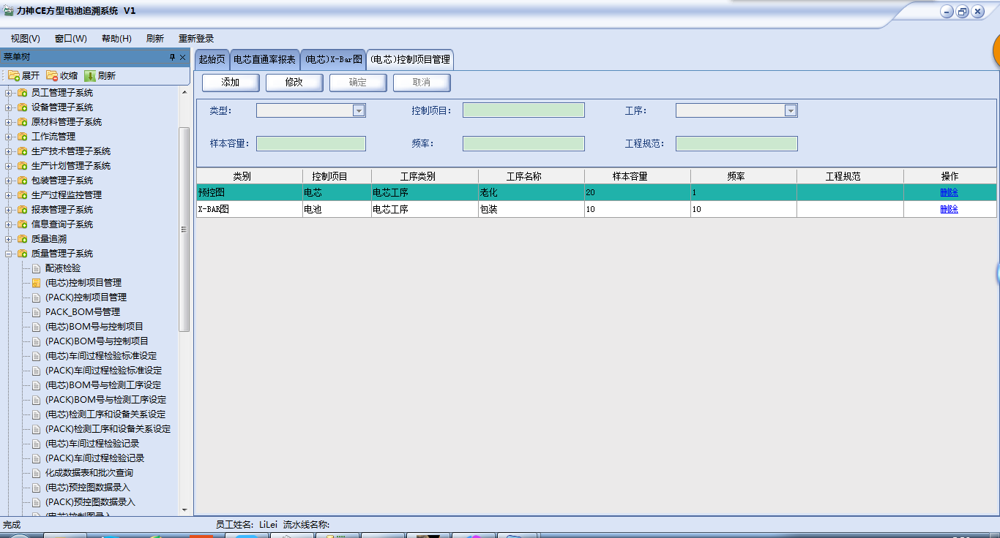 力神CE方型电池追溯系统 V1
视图(V) 窗口(W) 帮助(H) 刷新 重新登录
菜单树
展开 收缩 刷新
员工管理子系统
设备管理子系统
原材料管理子系统
工作流管理
生产技术管理子系统
生产计划管理子系统
包装管理子系统
生产过程监控管理
报表管理子系统
信息查询子系统
质量追溯
质量管理子系统
配液检验
(电芯)控制项目管理
(PACK)控制项目管理
PACK_BOM号管理
(电芯)BOM号与控制项目
(PACK)BOM号与控制项目
(电芯)车间过程检验标准设定
(PACK)车间过程检验标准设定
(电芯)BOM号与检测工序设定
(PACK)BOM号与检测工序设定
(电芯)检测工序和设备关系设定
(PACK)检测工序和设备关系设定
(电芯)车间过程检验记录
(PACK)车间过程检验记录
化成数据表和批次查询
(电芯)预控图数据录入
(PACK)预控图数据录入
(电芯)控制图录入
起始页 电芯直通率报表 (电芯)X-Bar图 (电芯)控制项目管理
添加 修改 确定 取消
类型: 控制项目: 工序:
样本容量: 频率: 工程规范:
类别 控制项目 工序类别 工序名称 样本容量 频率 工程规范 操作
预控图 电芯 电芯工序 老化 20 1 删除
X-BAR图 电池 电芯工序 包装 10 10 删除
完成 员工姓名: LiLei 流水线名称: